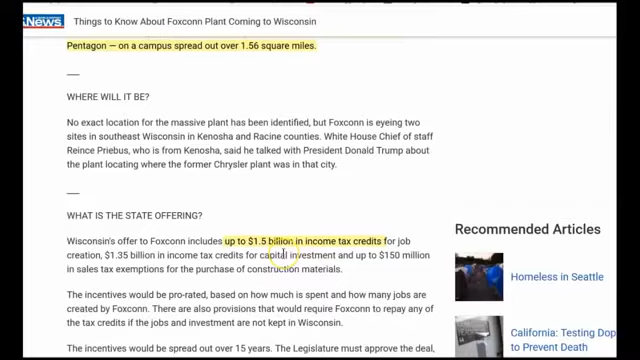 News
Things to Know About Foxconn Plant Coming to Wisconsin
Pentagon — on a campus spread out over 1.56 square miles.
WHERE WILL IT BE?
No exact location for the massive plant has been identified, but Foxconn is eyeing two
sites in southeast Wisconsin in Kenosha and Racine counties. White House Chief of staff
Reince Priebus, who is from Kenosha, said he talked with President Donald Trump about
the plant locating where the former Chrysler plant was in that city.
WHAT IS THE STATE OFFERING?
Wisconsin's offer to Foxconn includes up to $1.5 billion in income tax credits for job
creation, $1.35 billion in income tax credits for capital investment and up to $150 million
in sales tax exemptions for the purchase of construction materials.
The incentives would be pro-rated, based on how much is spent and how many jobs are
created by Foxconn. There are also provisions that would require Foxconn to repay any of
the tax credits if the jobs and investment are not kept in Wisconsin.
The incentives would be spread out over 15 years. The Legislature must approve the deal,
Recommended Articles
Homeless in Seattle
California: Testing Dop
to Prevent Death